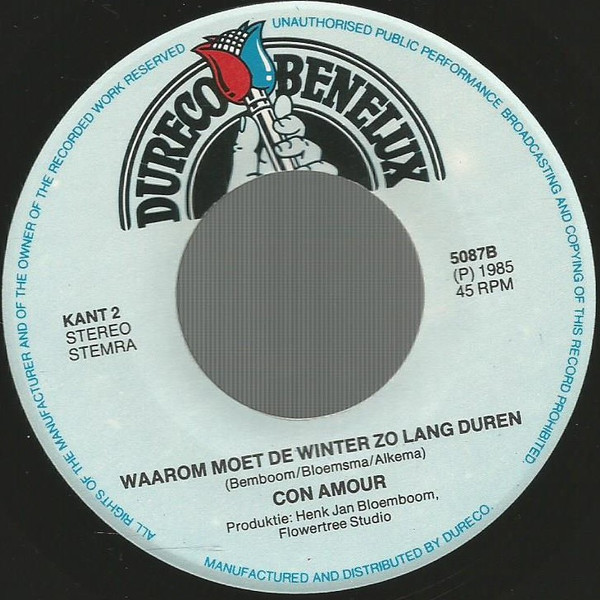 ALL RIGHTS OF THE MANUFACTURER AND OF THE OWNER OF THE RECORDED WORK RESERVED
UNAUTHORISED PUBLIC PERFORMANCE BROADCASTING AND COPYING OF THIS RECORD PROHIBITED.
DURECO BENELUX
KANT 2
STEREO
STEMRA
5087B
(P) 1985
45 RPM
WAAROM MOET DE WINTER ZO LANG DUREN
(Bemboom/Bloemsma/Alkema)
CON AMOUR
Produktie: Henk Jan Bloemboom,
Flowertree Studio
MANUFACTURED AND DISTRIBUTED BY DURECO.